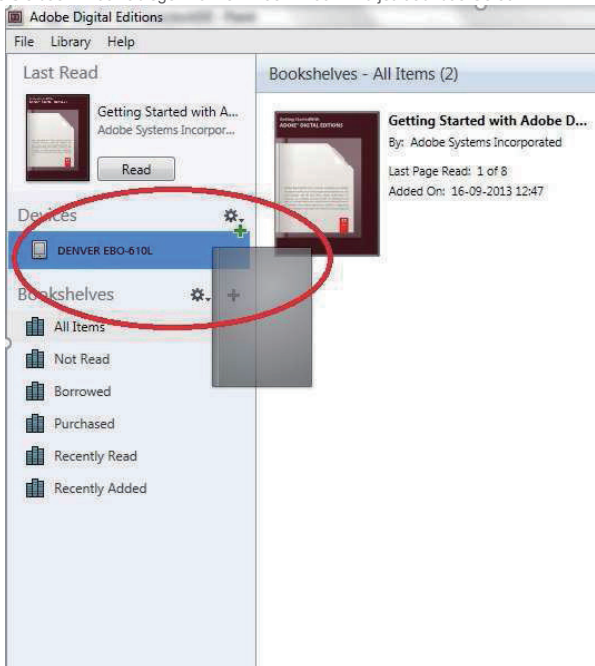 Adobe Digital Editions
File Library Help
Last Read
Getting Started with A...
Adobe Systems Incorpor...
Read
Devices
DENVER EBO-610L
Bookshelves
All Items
Not Read
Borrowed
Purchased
Recently Read
Recently Added
Bookshelves - All Items (2)
Getting Started with Adobe D...
By: Adobe Systems Incorporated
Last Page Read: 1 of 8
Added On: 16-09-2013 12:47